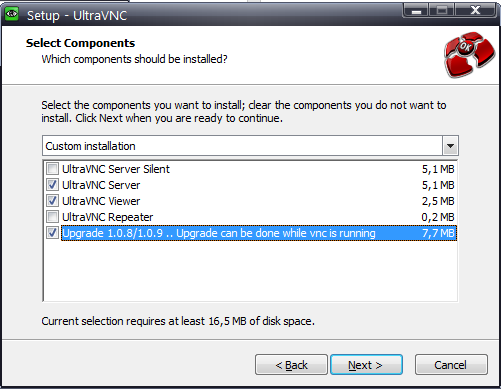 Setup - UltraVNC
Select Components
Which components should be installed?
OK
Select the components you want to install; clear the components you do not want to
install. Click Next when you are ready to continue.
Custom installation
UltraVNC Server Silent 5,1 MB
UltraVNC Server 5,1 MB
UltraVNC Viewer 2,5 MB
UltraVNC Repeater 0,2 MB
Upgrade 1.0.8/1.0.9 .. Upgrade can be done while vnc is running 7,7 MB
Current selection requires at least 16,5 MB of disk space.
< Back Next > Cancel